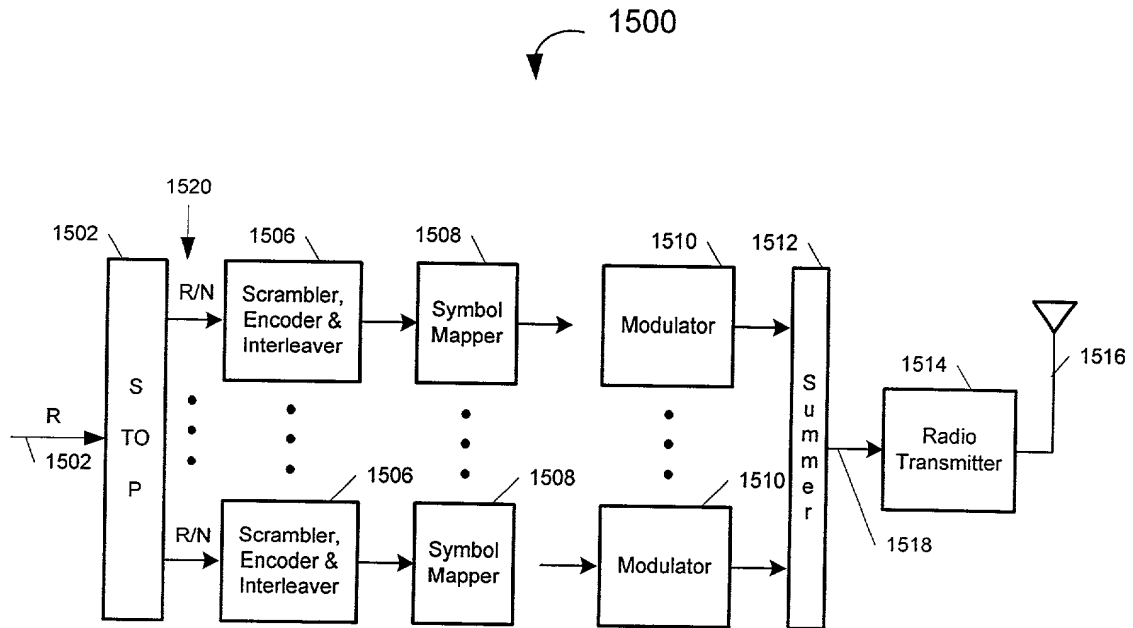 1500
1520
1502
1506
1508
1510
1512
R/N
Scrambler,
Encoder &
Interleaver
Symbol
Mapper
Modulator
1514
1516
S
TO
P
R
1502
Summer
Radio
Transmitter
1506
1508
1510
1518
R/N
Scrambler,
Encoder &
Interleaver
Symbol
Mapper
Modulator